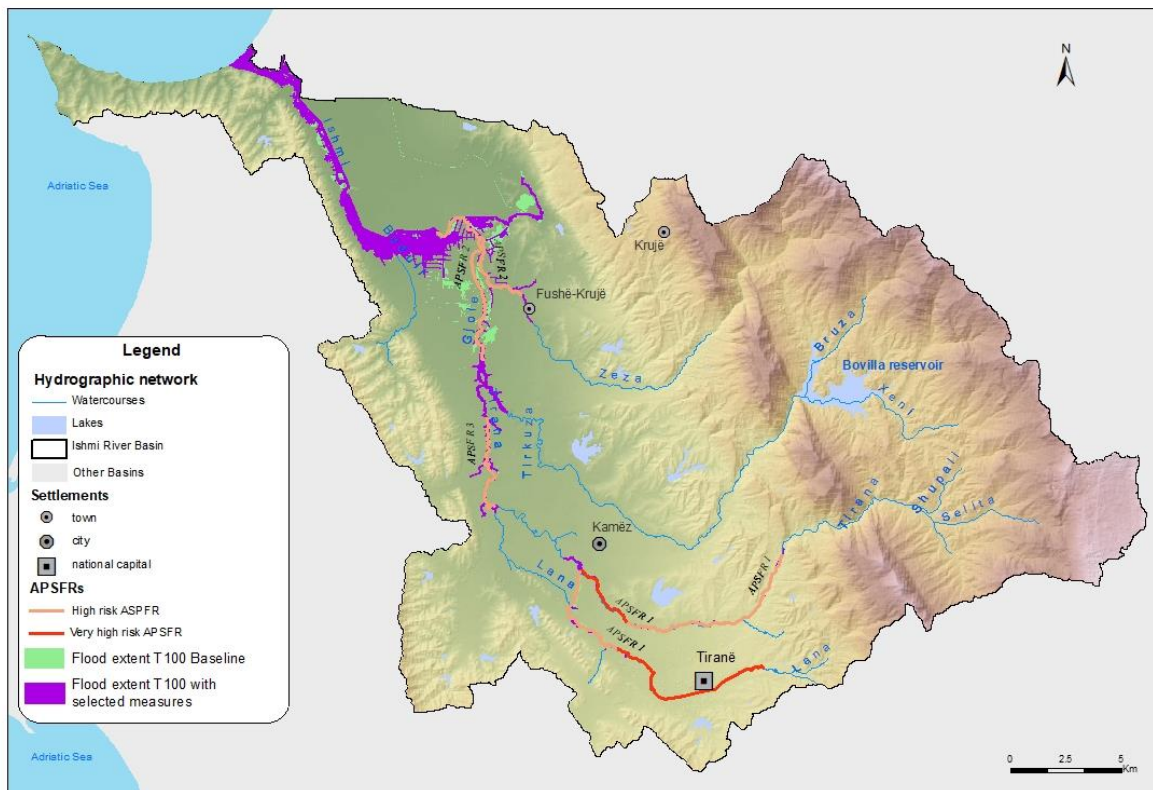 N
Adriatic Sea
Ishmi
Krujë
APSFR 2
APSFR 2
Fushë-Krujë
Gjole
Zeza
Bruza
Bovilla reservoir
Xeni
Tirana
APSFR 3
Tirkuza
Kamëz
Tirana
Shupali
Selita
Lana
APSFR 1
APSFR 1
APSFR 1
Tiranë
Lana
Legend
Hydrographic network
Watercourses
Lakes
Ishmi River Basin
Other Basins
Settlements
town
city
national capital
APSFRs
High risk ASPFR
Very high risk APSFR
Flood extent T100 Baseline
Flood extent T100 with
selected measures
Adriatic Sea
0 2.5 5
Km